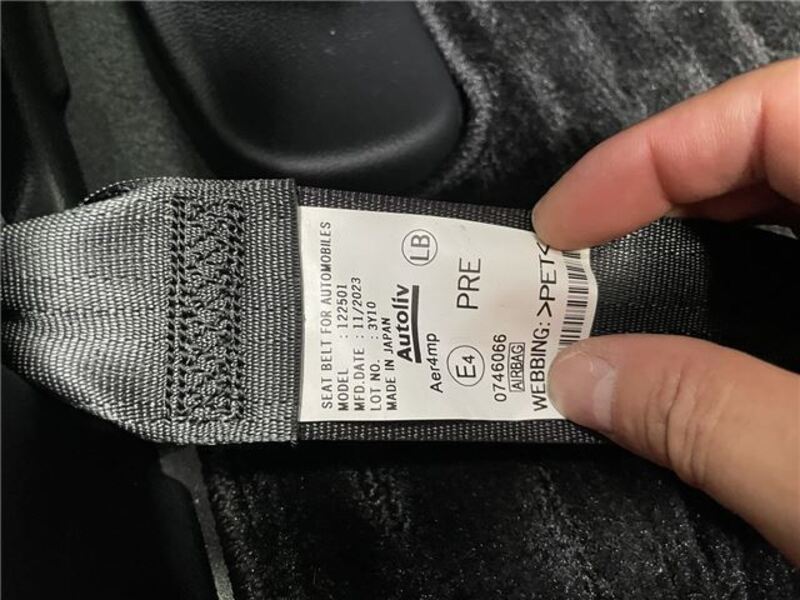 SEAT BELT FOR AUTOMOBILES
MODEL : 122501
MFD.DATE : 11/2023
LOT NO. : 3Y10
MADE IN JAPAN
Autoliv
LB
Aer4mp
E4
PRE
0746066
AIRBAG
WEBBING: >PET<